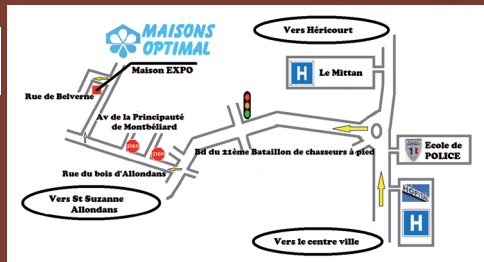 MAISONS
OPTIMAL
Vers Héricourt
Maison EXPO
H
Le Mittan
Rue de Belverne
Av de la Principauté
de Montbéliard
STOP
STOP
Bd du 21ème Bataillon de chasseurs à pied
Ecole de
POLICE
Rue du bois d'Allondans
Vers St Suzanne
Allondans
H
Vers le centre ville